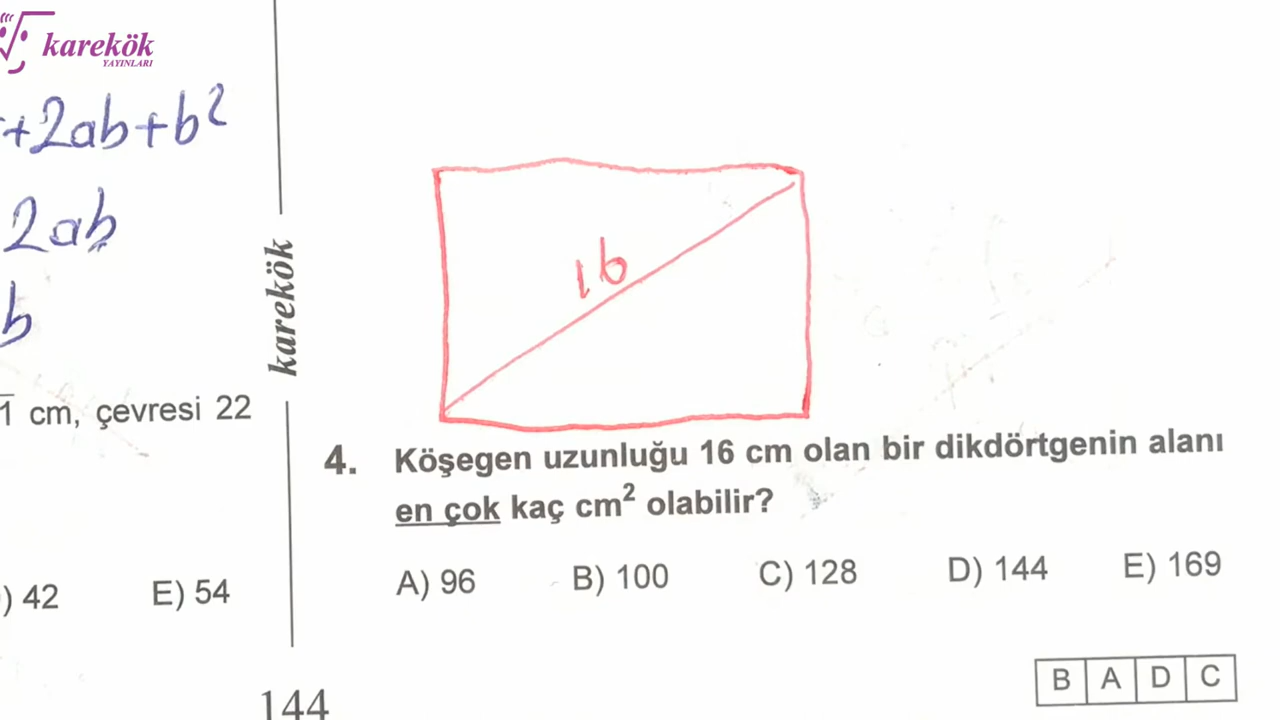 karekök
YAYINLARI
+2ab+b²
2ab
b
1 cm, çevresi 22
) 42 E) 54
karekök
16
4. Köşegen uzunluğu 16 cm olan bir dikdörtgenin alanı
en çok kaç cm² olabilir?
A) 96 B) 100 C) 128 D) 144 E) 169
B A D C
144